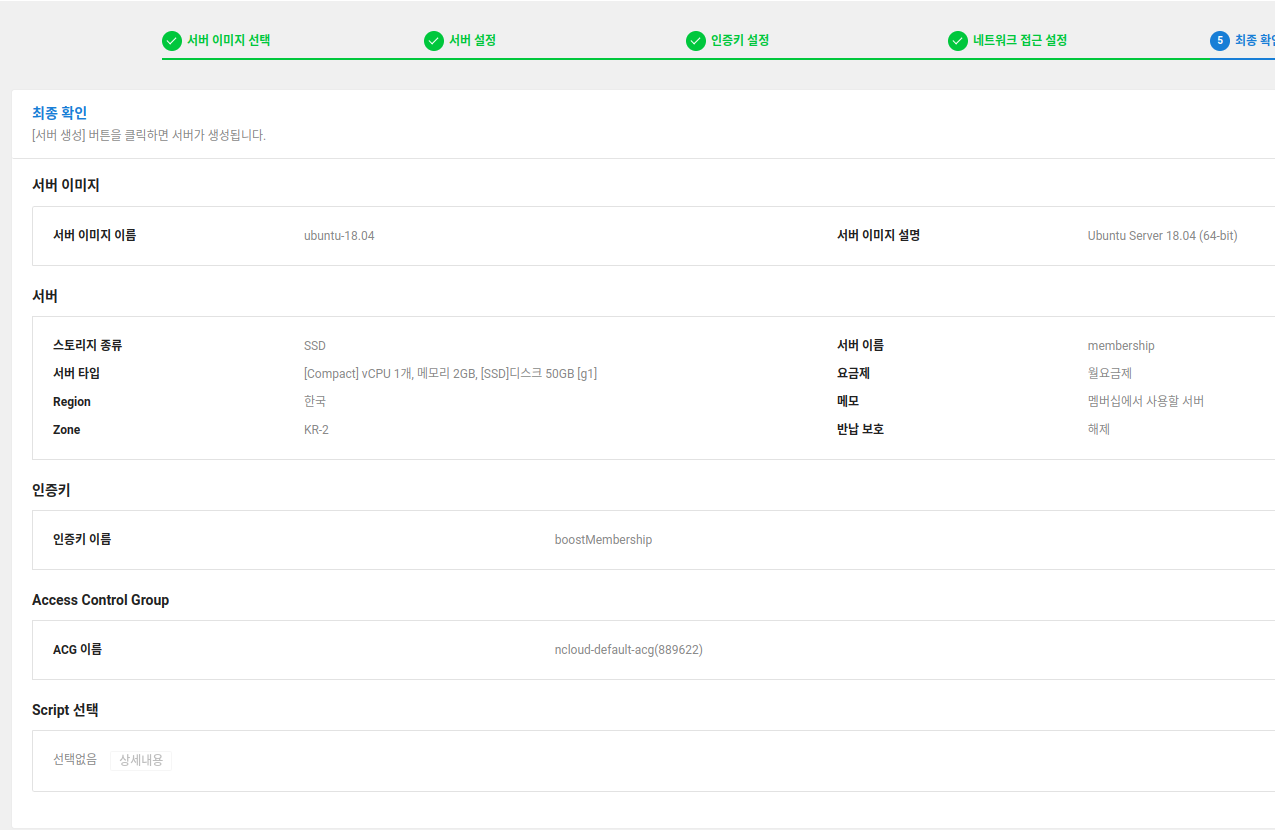 서버 이미지 선택 서버 설정 인증키 설정 네트워크 접근 설정 5 최종 확인
최종 확인
[서버 생성] 버튼을 클릭하면 서버가 생성됩니다.
서버 이미지
서버 이미지 이름 ubuntu-18.04 서버 이미지 설명 Ubuntu Server 18.04 (64-bit)
서버
스토리지 종류 SSD 서버 이름 membership
서버 타입 [Compact] vCPU 1개, 메모리 2GB, [SSD]디스크 50GB [g1] 요금제 월요금제
Region 한국 메모 멤버십에서 사용할 서버
Zone KR-2 반납 보호 해제
인증키
인증키 이름 boostMembership
Access Control Group
ACG 이름 ncloud-default-acg(889622)
Script 선택
선택없음 상세내용